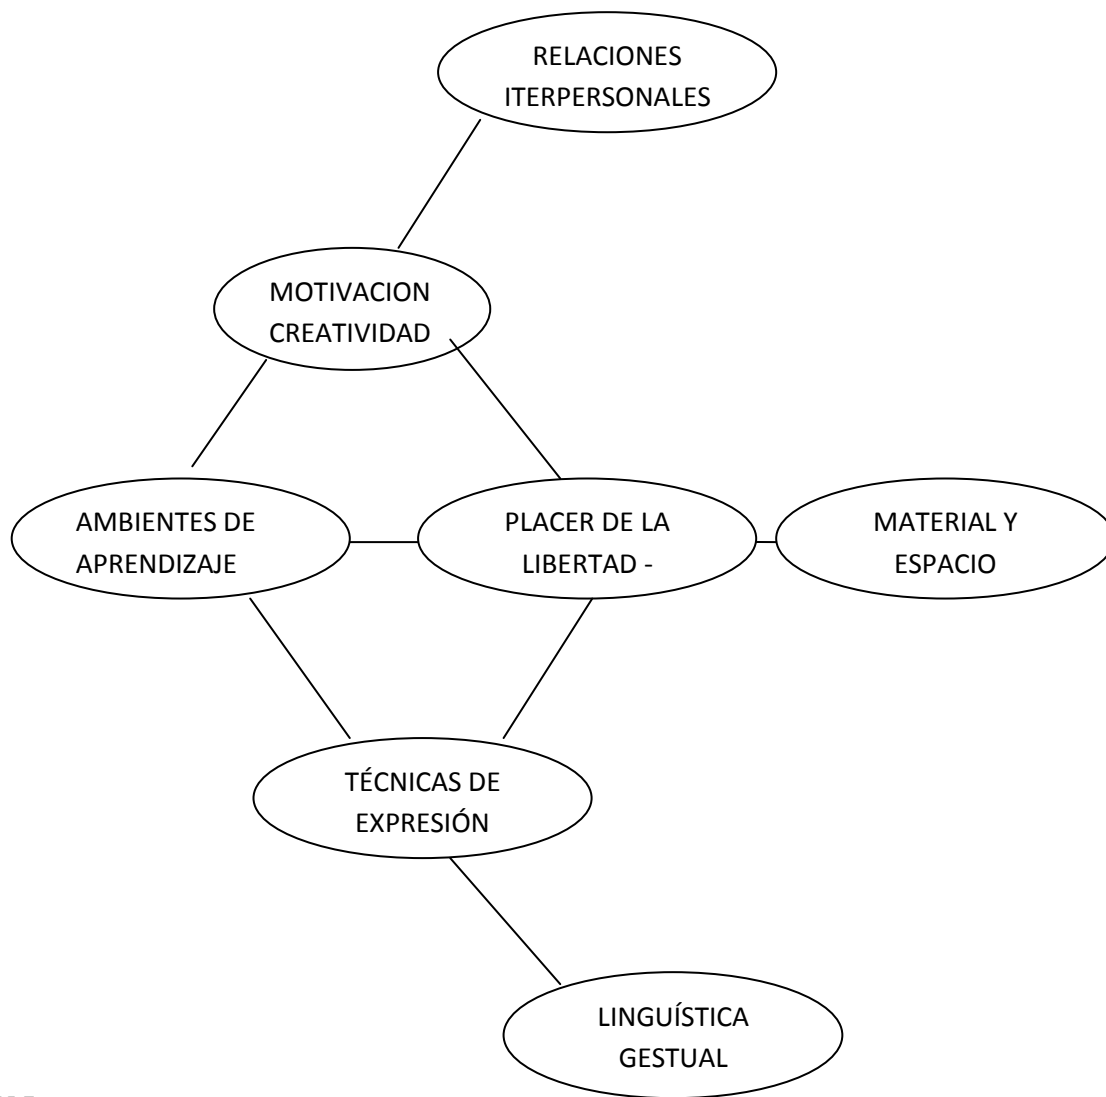 RELACIONES
ITERPERSONALES
MOTIVACION
CREATIVIDAD
AMBIENTES DE
APRENDIZAJE
PLACER DE LA
LIBERTAD -
MATERIAL Y
ESPACIO
TÉCNICAS DE
EXPRESIÓN
LINGUÍSTICA
GESTUAL